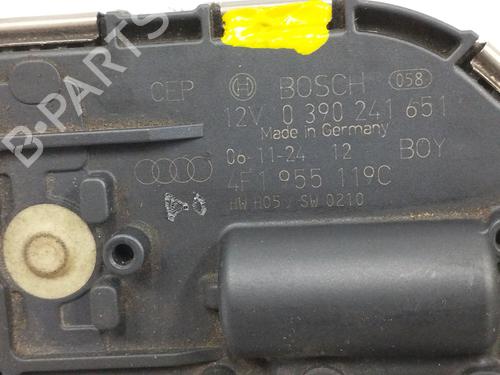 CEP BOSCH 058
12V 0 390 241 651
Made in Germany
06-11-24 12 BOY
4F1 955 119C
HW H05 / SW 0210
B-PARTS